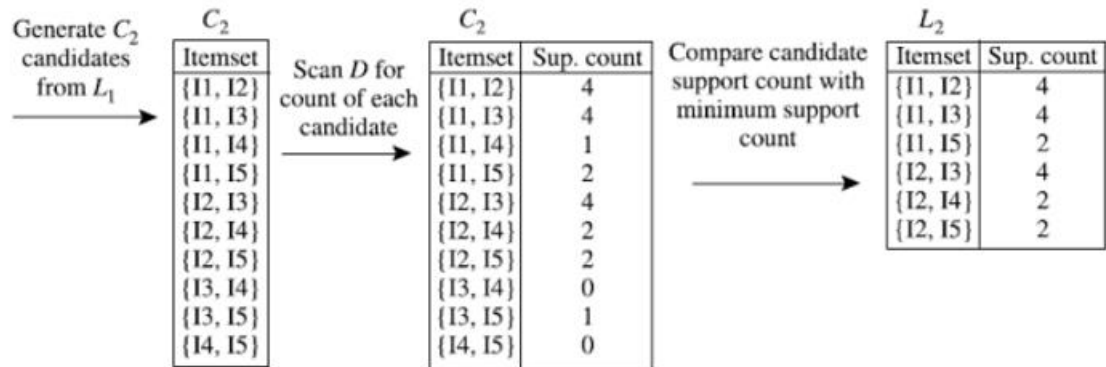 Generate C₂
candidates
from L₁
C₂
Itemset
{I1, I2}
{I1, I3}
{I1, I4}
{I1, I5}
{I2, I3}
{I2, I4}
{I2, I5}
{I3, I4}
{I3, I5}
{I4, I5}
Scan D for
count of each
candidate
C₂
Itemset Sup. count
{I1, I2} 4
{I1, I3} 4
{I1, I4} 1
{I1, I5} 2
{I2, I3} 4
{I2, I4} 2
{I2, I5} 2
{I3, I4} 0
{I3, I5} 1
{I4, I5} 0
Compare candidate
support count with
minimum support
count
L₂
Itemset Sup. count
{I1, I2} 4
{I1, I3} 4
{I1, I5} 2
{I2, I3} 4
{I2, I4} 2
{I2, I5} 2